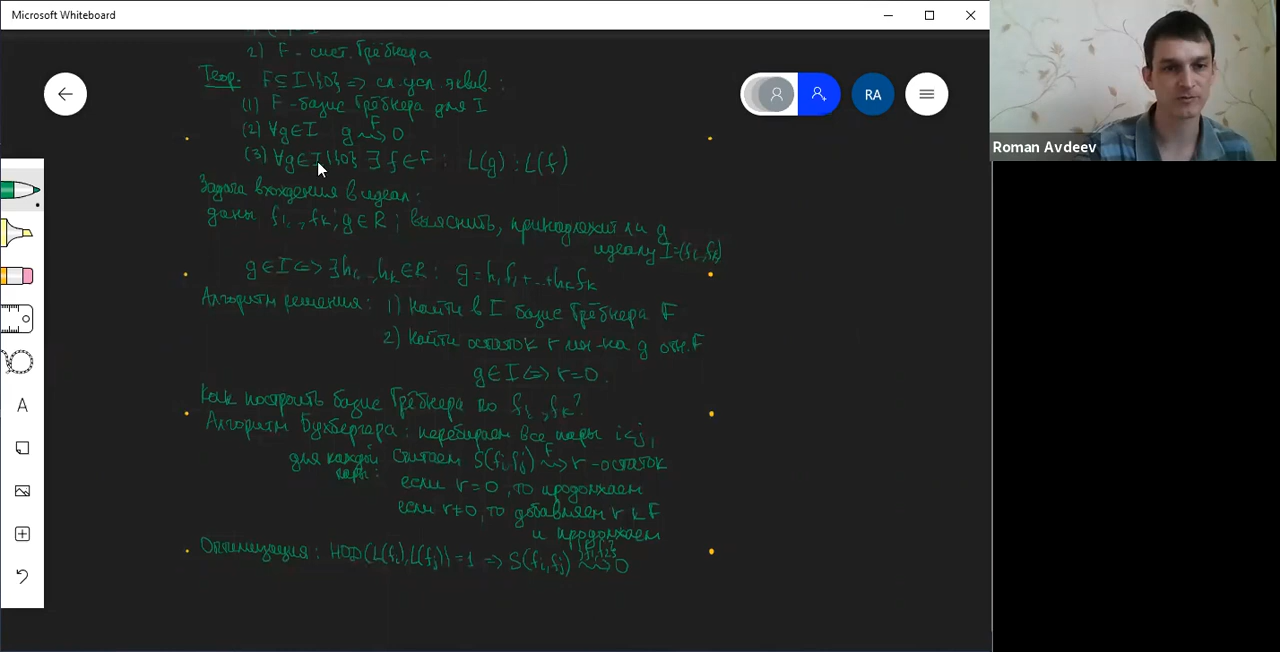 Microsoft Whiteboard
2) F - сист. Грёбнера
Теор. F⊆I\{0} => сл. усл. эквив.:
(1) F - базис Грёбнера для I
(2) ∀g∈I g ⇝^F 0
(3) ∀g∈I\{0} ∃ f∈F : L(g) ⋮ L(f)
Задача вхождения в идеал:
даны f₁,..,fₖ; g∈R; выяснить, принадлежит ли g
идеалу I=(f₁,..,fₖ)
g∈I <=> ∃h₁,..,hₖ∈R: g=h₁f₁+...+hₖfₖ
Алгоритм решения: 1) Найти в I базис Грёбнера F
2) Найти остаток r мн-на g отн. F
g∈I <=> r=0.
Как построить базис Грёбнера по f₁,..,fₖ?
Алгоритм Бухбергера: перебираем все пары i<j,
для каждой пары: считаем S(fᵢ,fⱼ) ⇝^F r - остаток
если r=0, то продолжаем
если r≠0, то добавляем r к F
и продолжаем
Оптимизация: НОД(L(fᵢ),L(fⱼ))=1 => S(fᵢ,fⱼ) ⇝^{fᵢ,fⱼ} 0
RA
A
Roman Avdeev